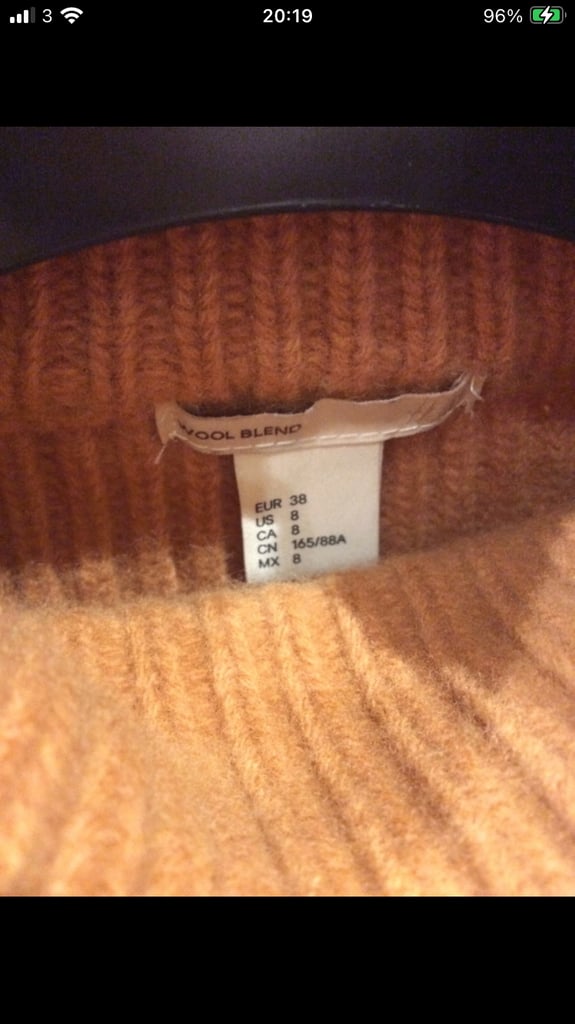 3 20:19 96%
WOOL BLEND
EUR 38
US 8
CA 8
CN 165/88A
MX 8